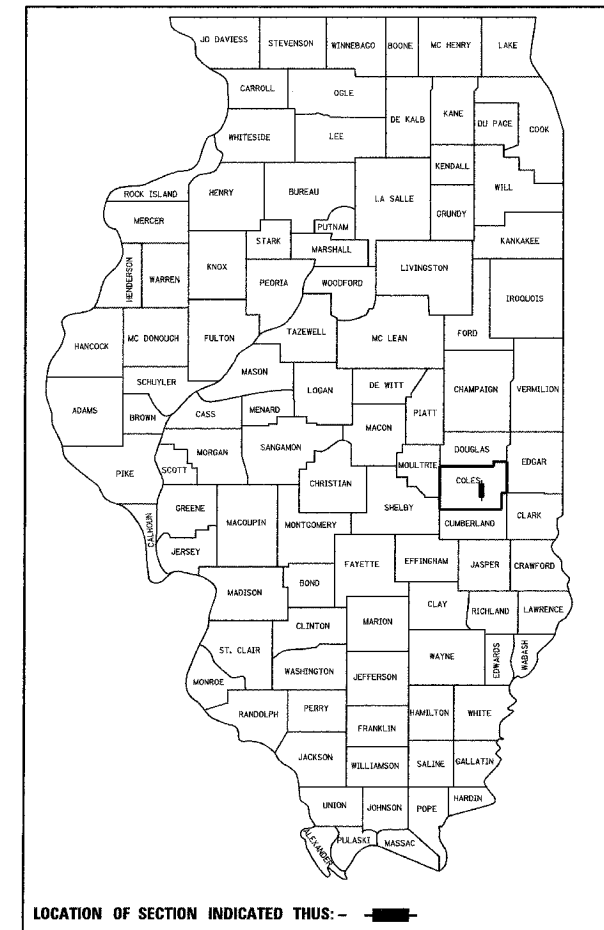 JO DAVIESS STEVENSON WINNEBAGO BOONE MC HENRY LAKE
CARROLL OGLE DE KALB KANE DU PAGE COOK
WHITESIDE LEE KENDALL WILL
ROCK ISLAND HENRY BUREAU LA SALLE GRUNDY
MERCER PUTNAM KANKAKEE
HENDERSON WARREN KNOX STARK MARSHALL LIVINGSTON
PEORIA WOODFORD IROQUOIS
HANCOCK MC DONOUGH FULTON TAZEWELL MC LEAN FORD
SCHUYLER MASON LOGAN DE WITT CHAMPAIGN VERMILION
ADAMS BROWN CASS MENARD MACON PIATT
PIKE SCOTT MORGAN SANGAMON CHRISTIAN MOULTRIE DOUGLAS COLES EDGAR
CALHOUN GREENE MACOUPIN MONTGOMERY SHELBY CUMBERLAND CLARK
JERSEY FAYETTE EFFINGHAM JASPER CRAWFORD
MADISON BOND CLAY RICHLAND LAWRENCE
CLINTON MARION EDWARDS WABASH
ST. CLAIR WASHINGTON JEFFERSON WAYNE
MONROE RANDOLPH PERRY HAMILTON WHITE
FRANKLIN
JACKSON WILLIAMSON SALINE GALLATIN
UNION JOHNSON POPE HARDIN
ALEXANDER PULASKI MASSAC
LOCATION OF SECTION INDICATED THUS:-